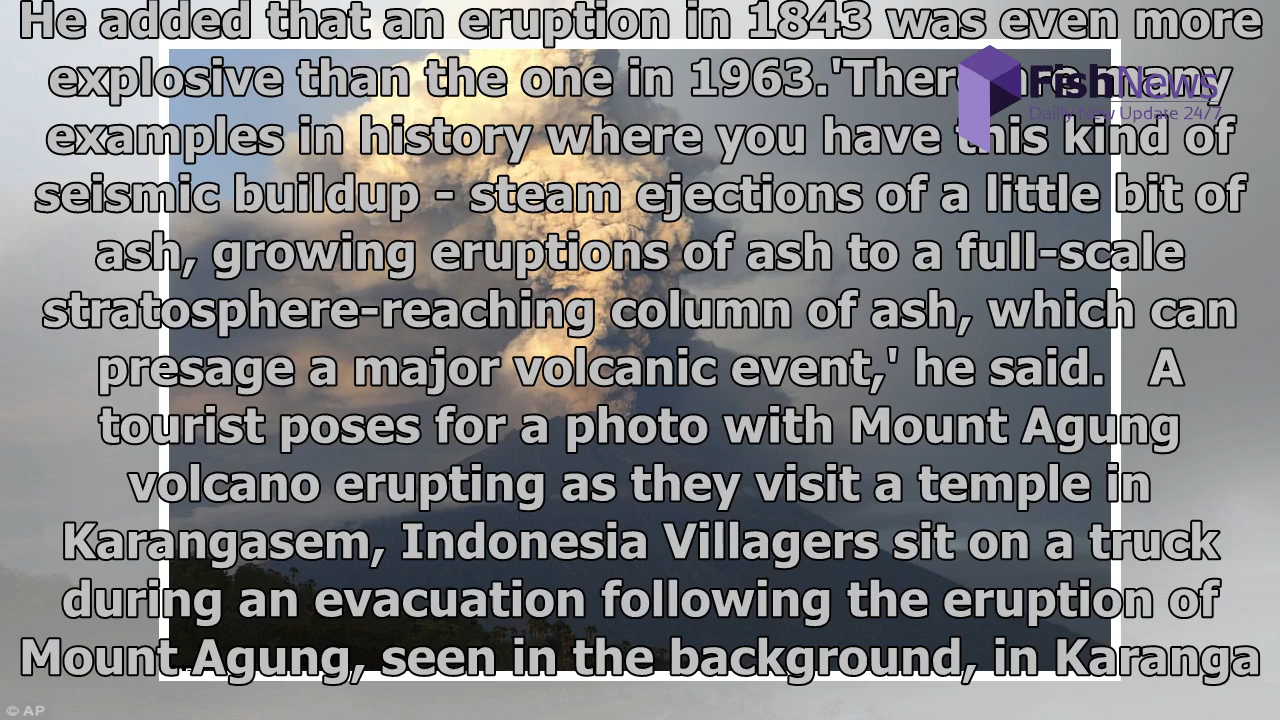 He added that an eruption in 1843 was even more
explosive than the one in 1963.'There are many
examples in history where you have this kind of
seismic buildup - steam ejections of a little bit of
ash, growing eruptions of ash to a full-scale
stratosphere-reaching column of ash, which can
presage a major volcanic event,' he said.   A
tourist poses for a photo with Mount Agung
volcano erupting as they visit a temple in
Karangasem, Indonesia Villagers sit on a truck
during an evacuation following the eruption of
Mount Agung, seen in the background, in Karanga
FishNews
Daily New Update 24/7
© AP